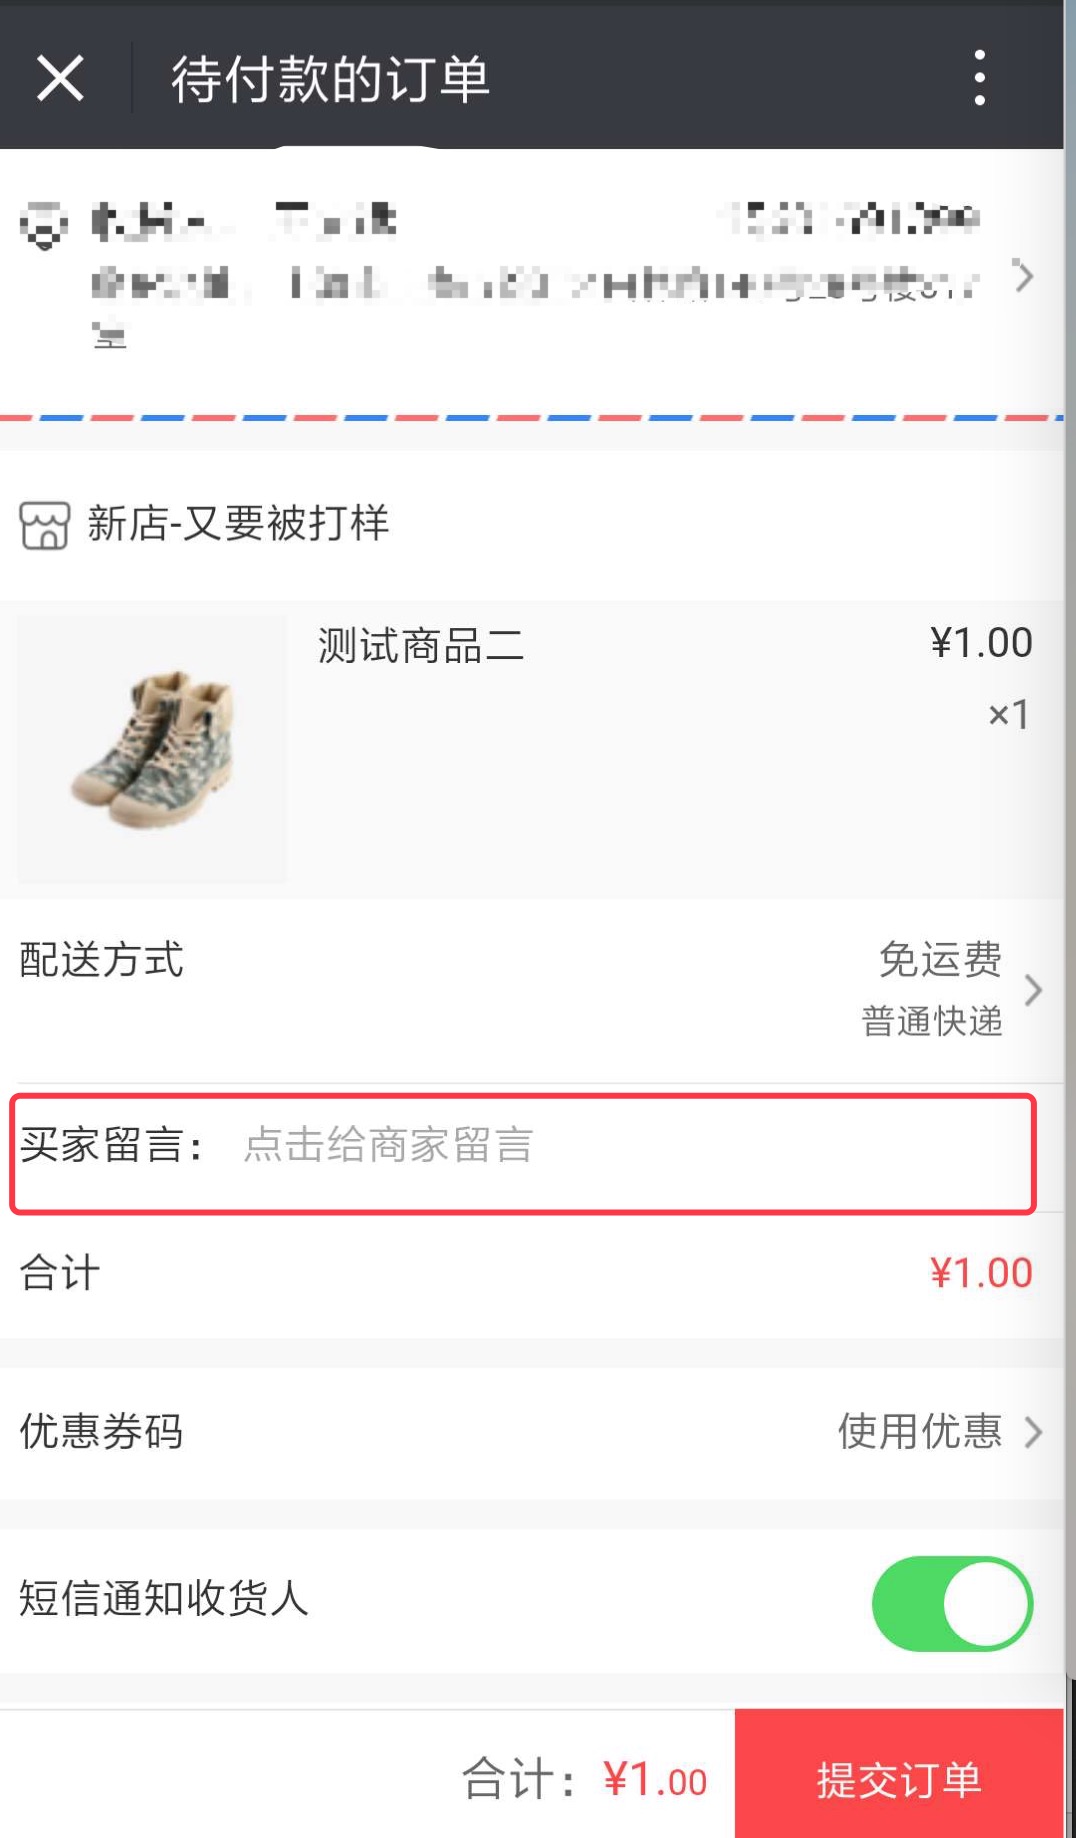 待付款的订单
室
新店-又要被打样
测试商品二
¥1.00
×1
配送方式
免运费
普通快递
买家留言： 点击给商家留言
合计
¥1.00
优惠券码
使用优惠
短信通知收货人
合计：¥1.00
提交订单